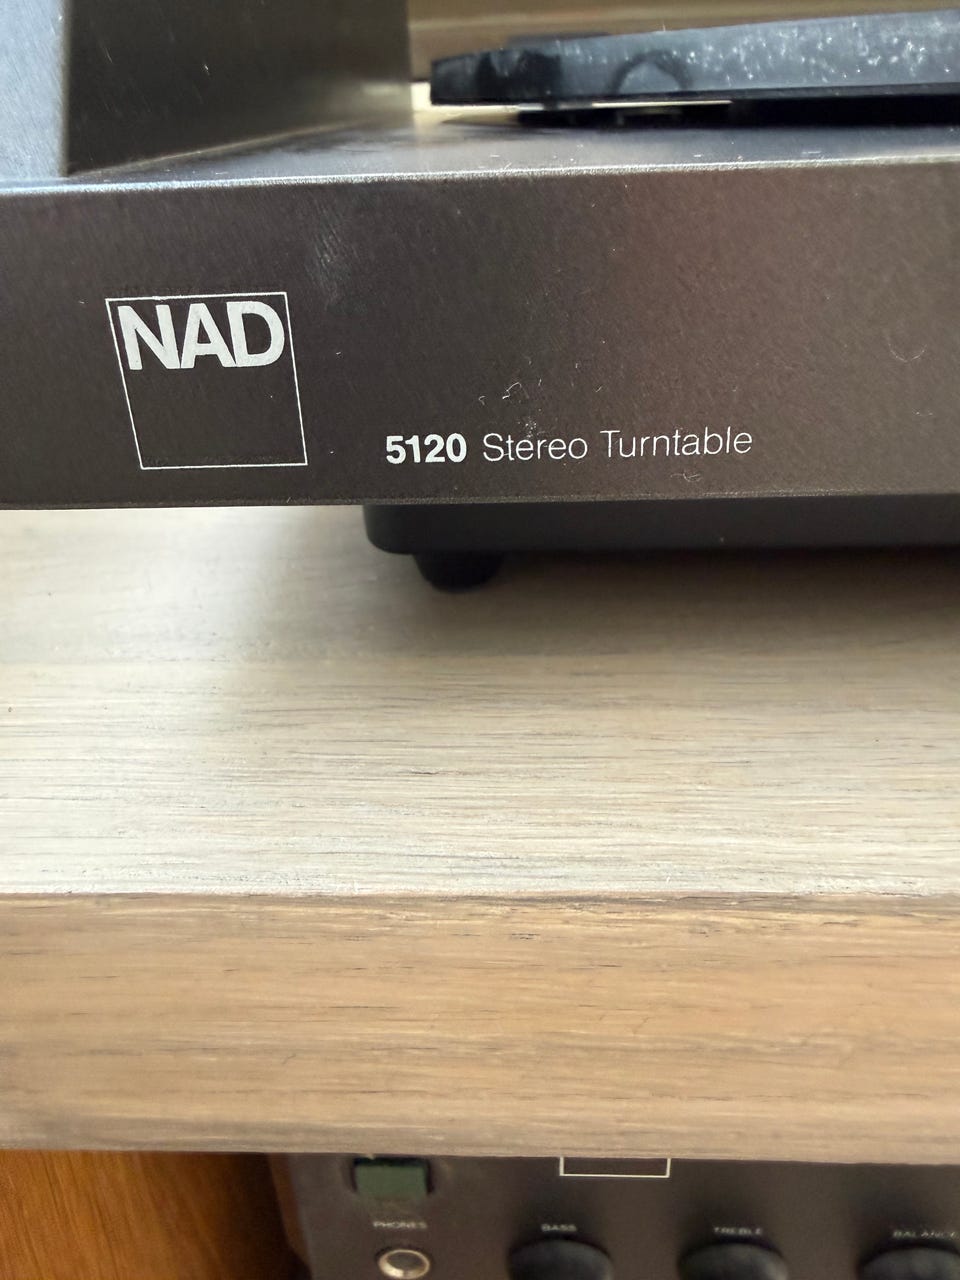 NAD
5120 Stereo Turntable
PHONES
BASS
TREBLE
BALANCE